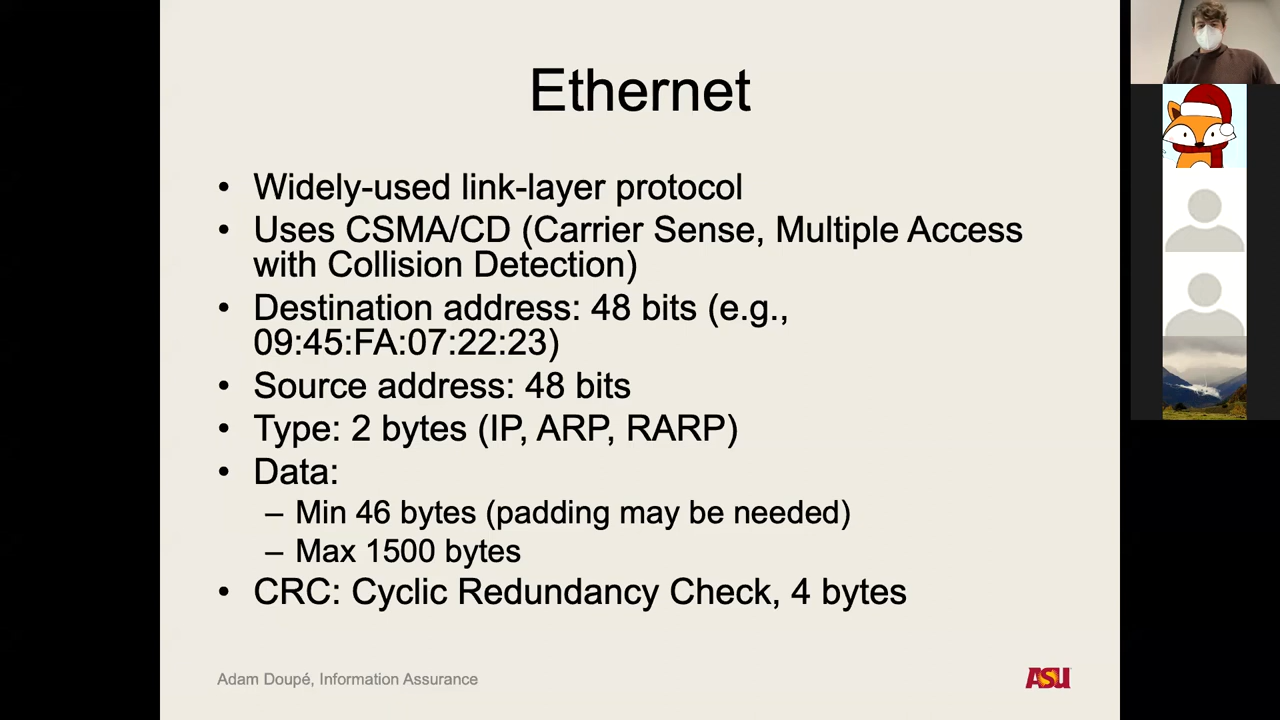 Ethernet
• Widely-used link-layer protocol
• Uses CSMA/CD (Carrier Sense, Multiple Access
with Collision Detection)
• Destination address: 48 bits (e.g.,
09:45:FA:07:22:23)
• Source address: 48 bits
• Type: 2 bytes (IP, ARP, RARP)
• Data:
– Min 46 bytes (padding may be needed)
– Max 1500 bytes
• CRC: Cyclic Redundancy Check, 4 bytes
Adam Doupé, Information Assurance
ASU